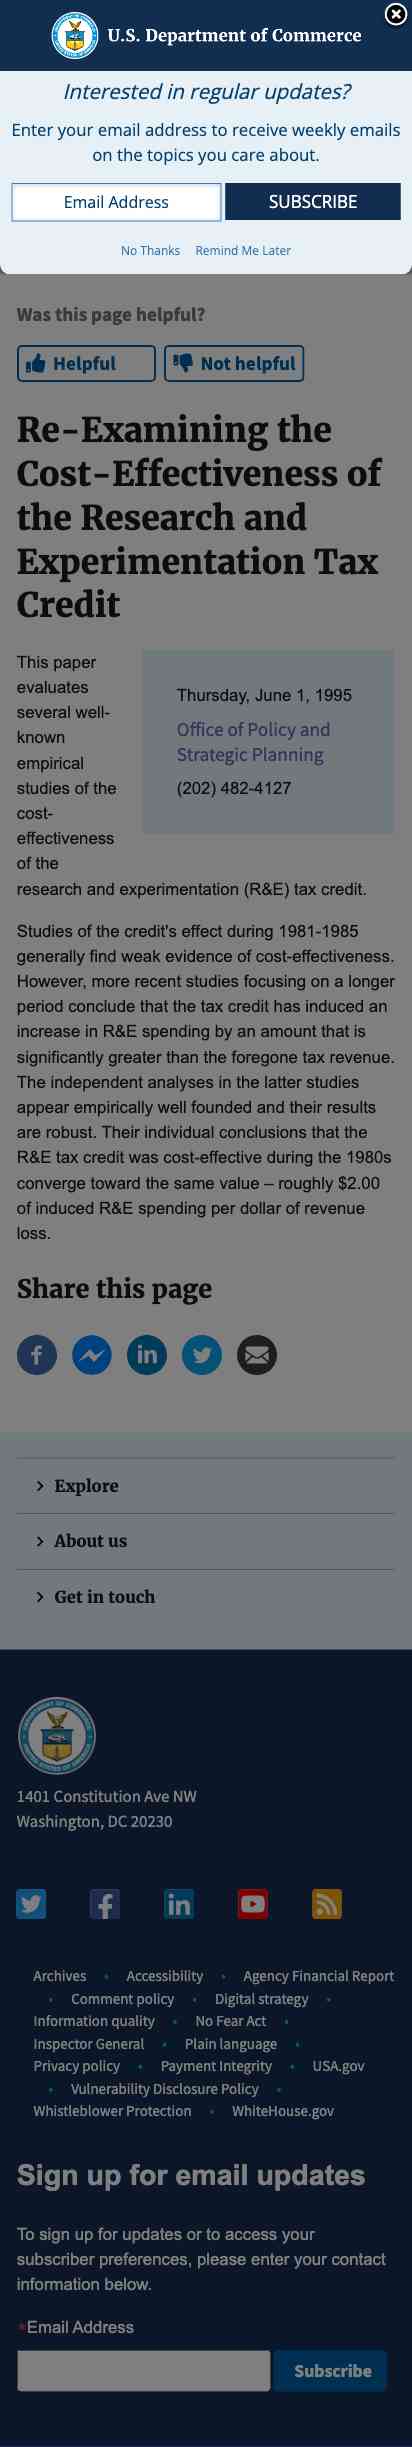 U.S. Department of Commerce
Interested in regular updates?
Enter your email address to receive weekly emails
on the topics you care about.
Email Address
SUBSCRIBE
No Thanks
Remind Me Later
Was this page helpful?
Helpful
Not helpful
Re-Examining the
Cost-Effectiveness of
the Research and
Experimentation Tax
Credit
Thursday, June 1, 1995
Office of Policy and
Strategic Planning
(202) 482-4127
This paper
evaluates
several well-
known
empirical
studies of the
cost-
effectiveness
of the
research and experimentation (R&E) tax credit.
Studies of the credit's effect during 1981-1985
generally find weak evidence of cost-effectiveness.
However, more recent studies focusing on a longer
period conclude that the tax credit has induced an
increase in R&E spending by an amount that is
significantly greater than the foregone tax revenue.
The independent analyses in the latter studies
appear empirically well founded and their results
are robust. Their individual conclusions that the
R&E tax credit was cost-effective during the 1980s
converge toward the same value – roughly $2.00
of induced R&E spending per dollar of revenue
loss.
Share this page
Explore
About us
Get in touch
1401 Constitution Ave NW
Washington, DC 20230
Archives • Accessibility • Agency Financial Report
• Comment policy • Digital strategy •
Information quality • No Fear Act •
Inspector General • Plain language •
Privacy policy • Payment Integrity • USA.gov
• Vulnerability Disclosure Policy •
Whistleblower Protection • WhiteHouse.gov
Sign up for email updates
To sign up for updates or to access your
subscriber preferences, please enter your contact
information below.
*Email Address
Subscribe